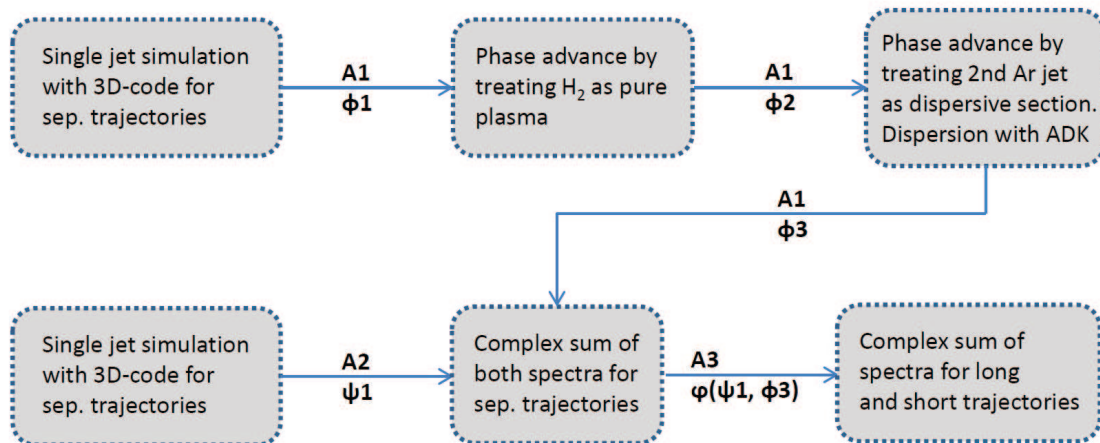 Single jet simulation
with 3D-code for
sep. trajectories
A1
ϕ1
Phase advance by
treating H₂ as pure
plasma
A1
ϕ2
Phase advance by
treating 2nd Ar jet
as dispersive section.
Dispersion with ADK
A1
ϕ3
Single jet simulation
with 3D-code for
sep. trajectories
A2
ψ1
Complex sum of
both spectra for
sep. trajectories
A3
φ(ψ1, ϕ3)
Complex sum of
spectra for long
and short trajectories